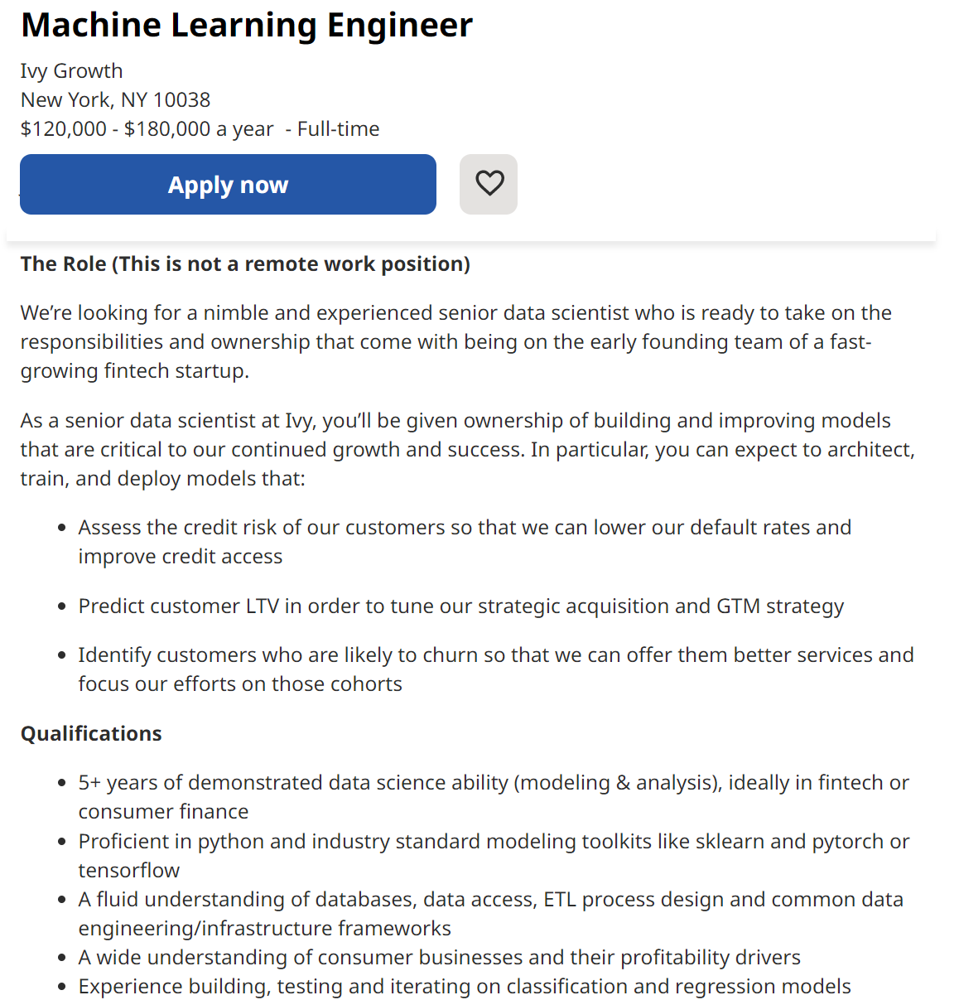 Machine Learning Engineer
Ivy Growth
New York, NY 10038
$120,000 - $180,000 a year  - Full-time
Apply now
The Role (This is not a remote work position)
We’re looking for a nimble and experienced senior data scientist who is ready to take on the
responsibilities and ownership that come with being on the early founding team of a fast-
growing fintech startup.
As a senior data scientist at Ivy, you’ll be given ownership of building and improving models
that are critical to our continued growth and success. In particular, you can expect to architect,
train, and deploy models that:
• Assess the credit risk of our customers so that we can lower our default rates and
improve credit access
• Predict customer LTV in order to tune our strategic acquisition and GTM strategy
• Identify customers who are likely to churn so that we can offer them better services and
focus our efforts on those cohorts
Qualifications
• 5+ years of demonstrated data science ability (modeling & analysis), ideally in fintech or
consumer finance
• Proficient in python and industry standard modeling toolkits like sklearn and pytorch or
tensorflow
• A fluid understanding of databases, data access, ETL process design and common data
engineering/infrastructure frameworks
• A wide understanding of consumer businesses and their profitability drivers
• Experience building, testing and iterating on classification and regression models